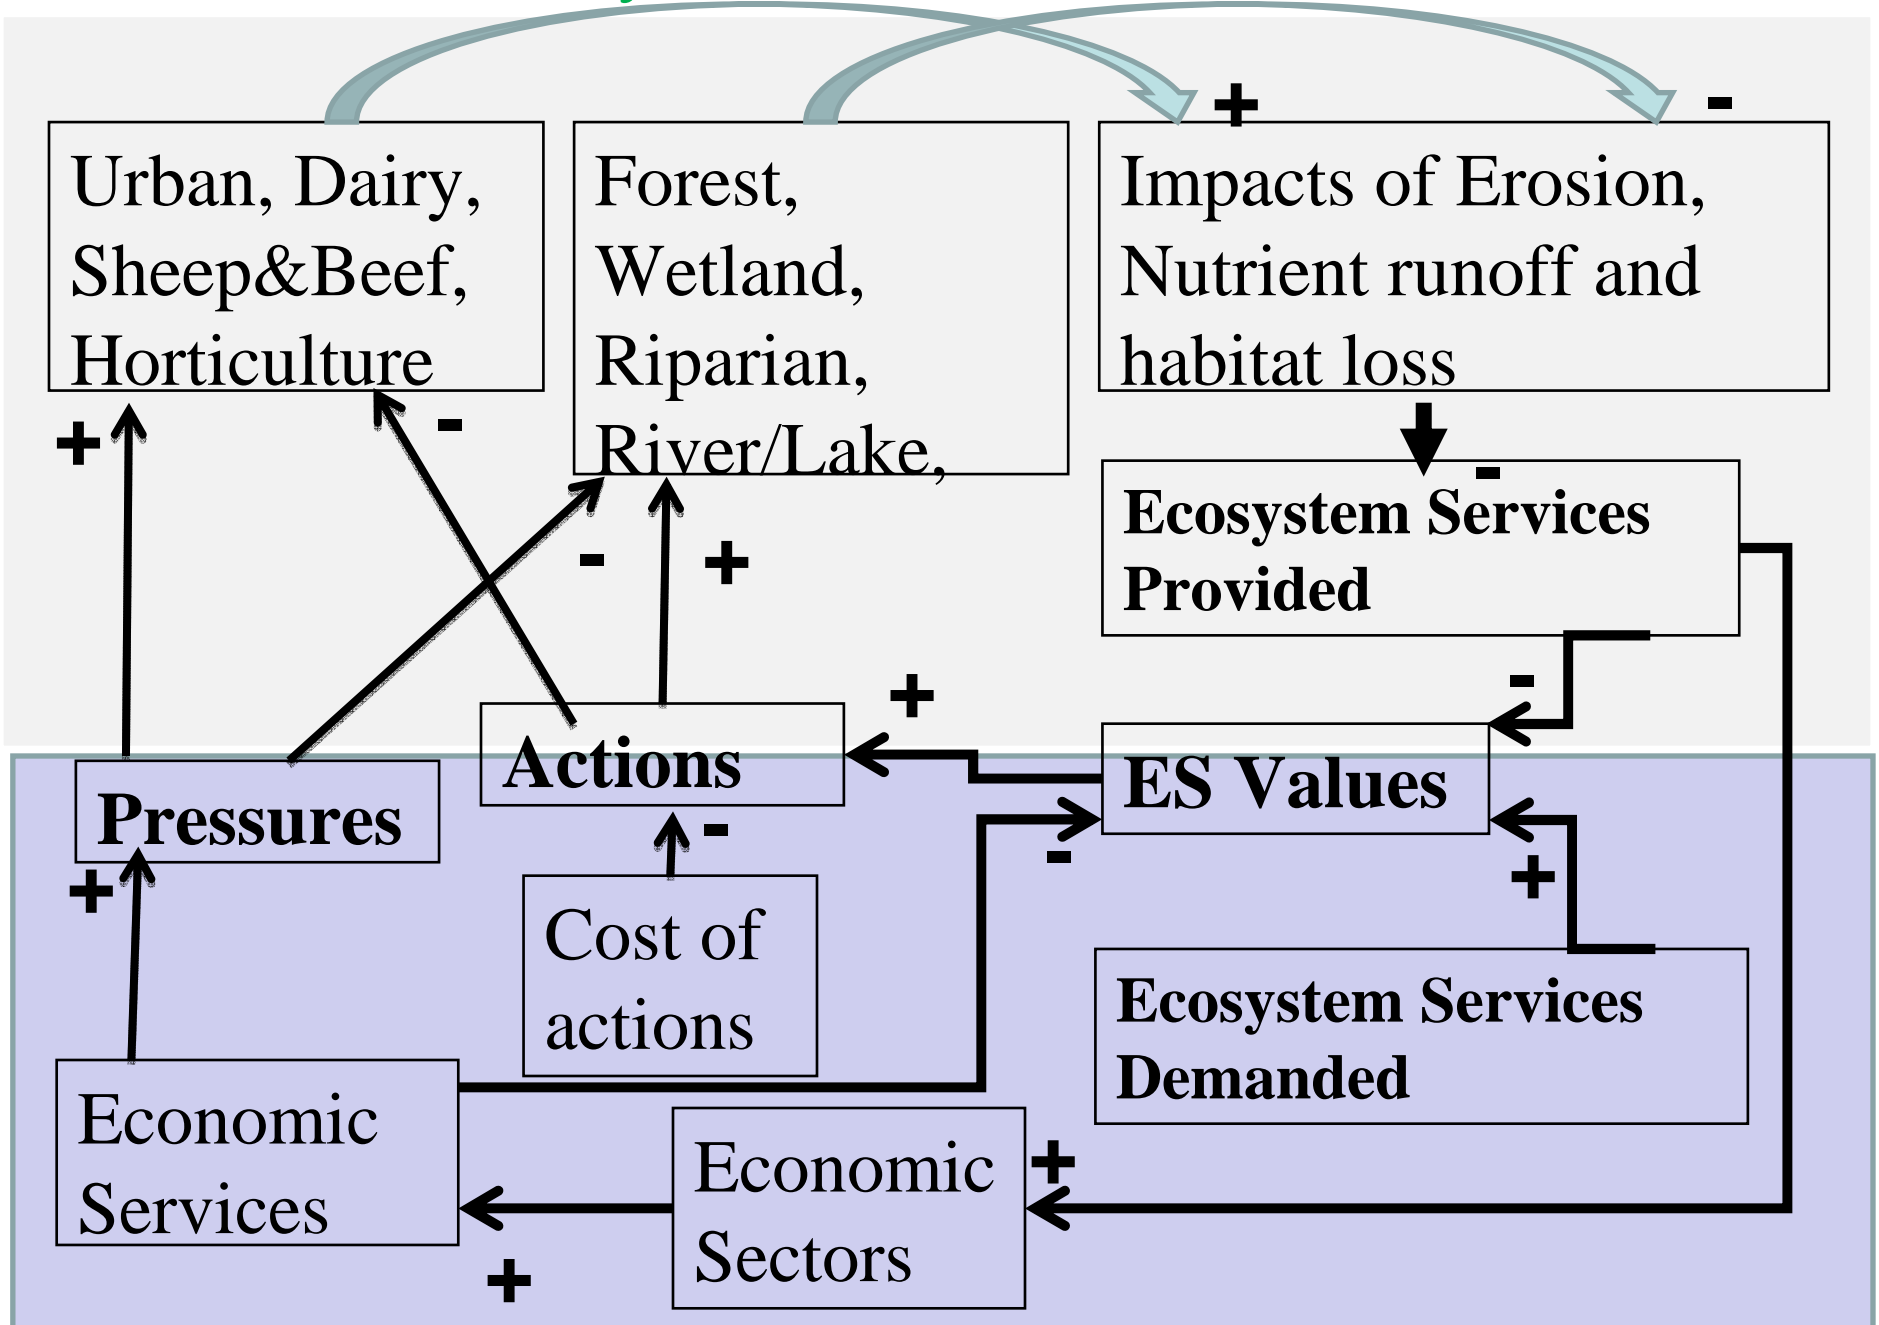 Urban, Dairy,
Sheep&Beef,
Horticulture
Forest,
Wetland,
Riparian,
River/Lake,
Impacts of Erosion,
Nutrient runoff and
habitat loss
+
-
+
-
-
+
-
Ecosystem Services
Provided
-
+
Actions
ES Values
Pressures
+
-
-
+
Cost of
actions
Ecosystem Services
Demanded
Economic
Services
Economic
Sectors
+
+